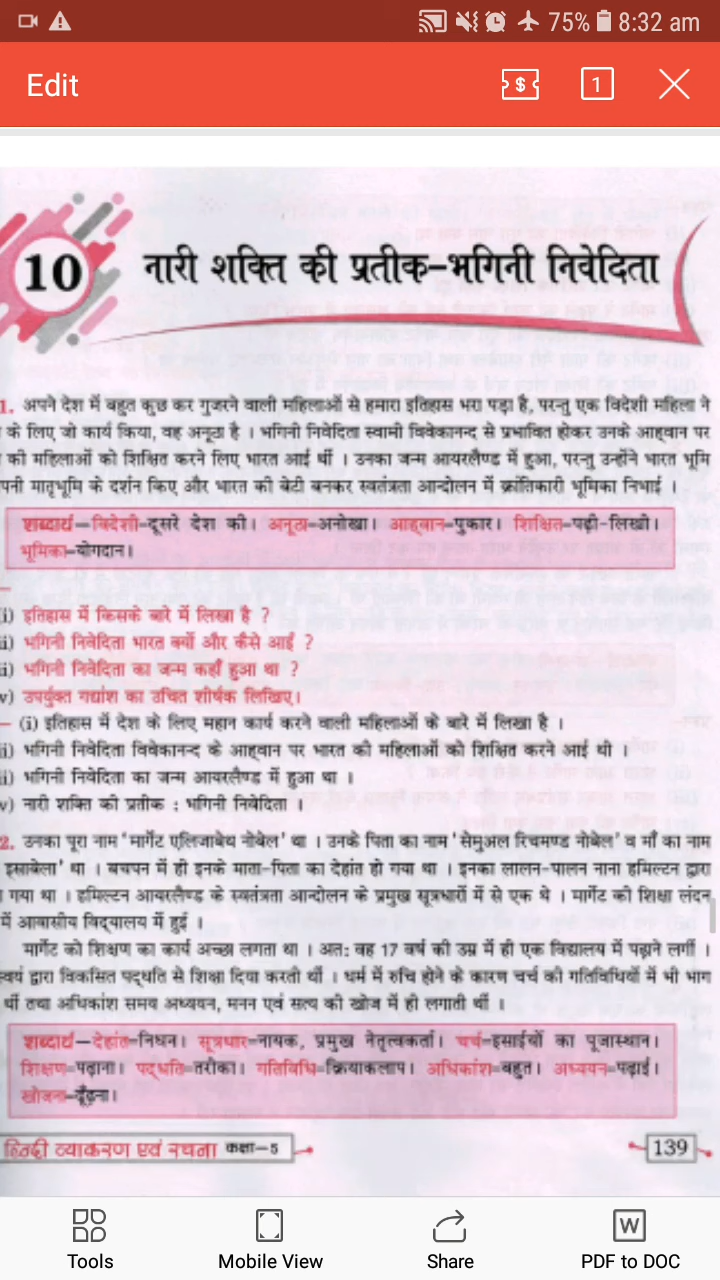 75% 8:32 am
Edit
$ 1
10 नारी शक्ति की प्रतीक–भगिनी निवेदिता
1. अपने देश में बहुत कुछ कर गुजरने वाली महिलाओं से हमारा इतिहास भरा पड़ा है, परन्तु एक विदेशी महिला ने
के लिए जो कार्य किया, वह अनूठा है । भगिनी निवेदिता स्वामी विवेकानन्द से प्रभावित होकर उनके आह्वान पर
की महिलाओं को शिक्षित करने लिए भारत आई थीं । उनका जन्म आयरलैण्ड में हुआ, परन्तु उन्होंने भारत भूमि
पनी मातृभूमि के दर्शन किए और भारत की बेटी बनकर स्वतंत्रता आन्दोलन में क्रांतिकारी भूमिका निभाई ।
शब्दार्थ–विदेशी–दूसरे देश की। अनूठा–अनोखा। आह्वान–पुकार। शिक्षित–पढ़ी-लिखी।
भूमिका–योगदान।
i) इतिहास में किसके बारे में लिखा है ?
ii) भगिनी निवेदिता भारत क्यों और कैसे आईं ?
ii) भगिनी निवेदिता का जन्म कहाँ हुआ था ?
v) उपर्युक्त गद्यांश का उचित शीर्षक लिखिए।
– (i) इतिहास में देश के लिए महान कार्य करने वाली महिलाओं के बारे में लिखा है ।
ii) भगिनी निवेदिता विवेकानन्द के आह्वान पर भारत की महिलाओं को शिक्षित करने आई थी ।
ii) भगिनी निवेदिता का जन्म आयरलैण्ड में हुआ था ।
v) नारी शक्ति की प्रतीक : भगिनी निवेदिता ।
2. उनका पूरा नाम 'मार्गेट एलिजाबेथ नोबेल' था । उनके पिता का नाम 'सेमुअल रिचमण्ड नोबेल' व माँ का नाम
इसाबेला' था । बचपन में ही इनके माता-पिता का देहांत हो गया था । इनका लालन-पालन नाना हमिल्टन द्वारा
गया था । हमिल्टन आयरलैण्ड के स्वतंत्रता आन्दोलन के प्रमुख सूत्रधारों में से एक थे । मार्गेट की शिक्षा लंदन
में आवासीय विद्यालय में हुई ।
मार्गेट को शिक्षण का कार्य अच्छा लगता था । अत: वह 17 वर्ष की उम्र में ही एक विद्यालय में पढ़ाने लगीं ।
स्वयं द्वारा विकसित पद्धति से शिक्षा दिया करती थीं । धर्म में रुचि होने के कारण चर्च की गतिविधियों में भी भाग
थीं तथा अधिकांश समय अध्ययन, मनन एवं सत्य की खोज में ही लगाती थीं ।
शब्दार्थ–देहांत–निधन। सूत्रधार–नायक, प्रमुख नेतृत्वकर्ता। चर्च–इसाईयों का पूजास्थान।
शिक्षण–पढ़ाना। पद्धति–तरीका। गतिविधि–क्रियाकलाप। अधिकांश–बहुत। अध्ययन–पढ़ाई।
खोजना–ढूँढ़ना।
हिन्दी व्याकरण एवं रचना कक्षा–5 139
Tools Mobile View Share PDF to DOC